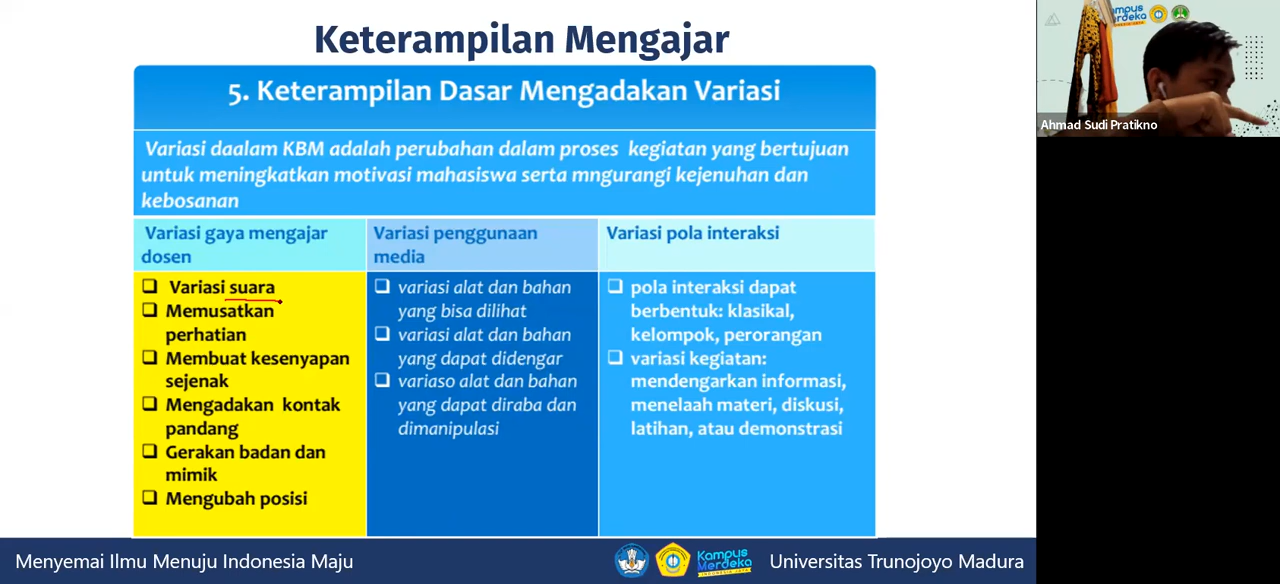 Keterampilan Mengajar
5. Keterampilan Dasar Mengadakan Variasi
Variasi daalam KBM adalah perubahan dalam proses kegiatan yang bertujuan
untuk meningkatkan motivasi mahasiswa serta mngurangi kejenuhan dan
kebosanan
Variasi gaya mengajar
dosen
Variasi suara
Memusatkan
perhatian
Membuat kesenyapan
sejenak
Mengadakan kontak
pandang
Gerakan badan dan
mimik
Mengubah posisi
Variasi penggunaan
media
variasi alat dan bahan
yang bisa dilihat
variasi alat dan bahan
yang dapat didengar
variaso alat dan bahan
yang dapat diraba dan
dimanipulasi
Variasi pola interaksi
pola interaksi dapat
berbentuk: klasikal,
kelompok, perorangan
variasi kegiatan:
mendengarkan informasi,
menelaah materi, diskusi,
latihan, atau demonstrasi
Menyemai Ilmu Menuju Indonesia Maju
Kampus
Merdeka
INDONESIA JAYA
Universitas Trunojoyo Madura
Kampus
Merdeka
Ahmad Sudi Pratikno